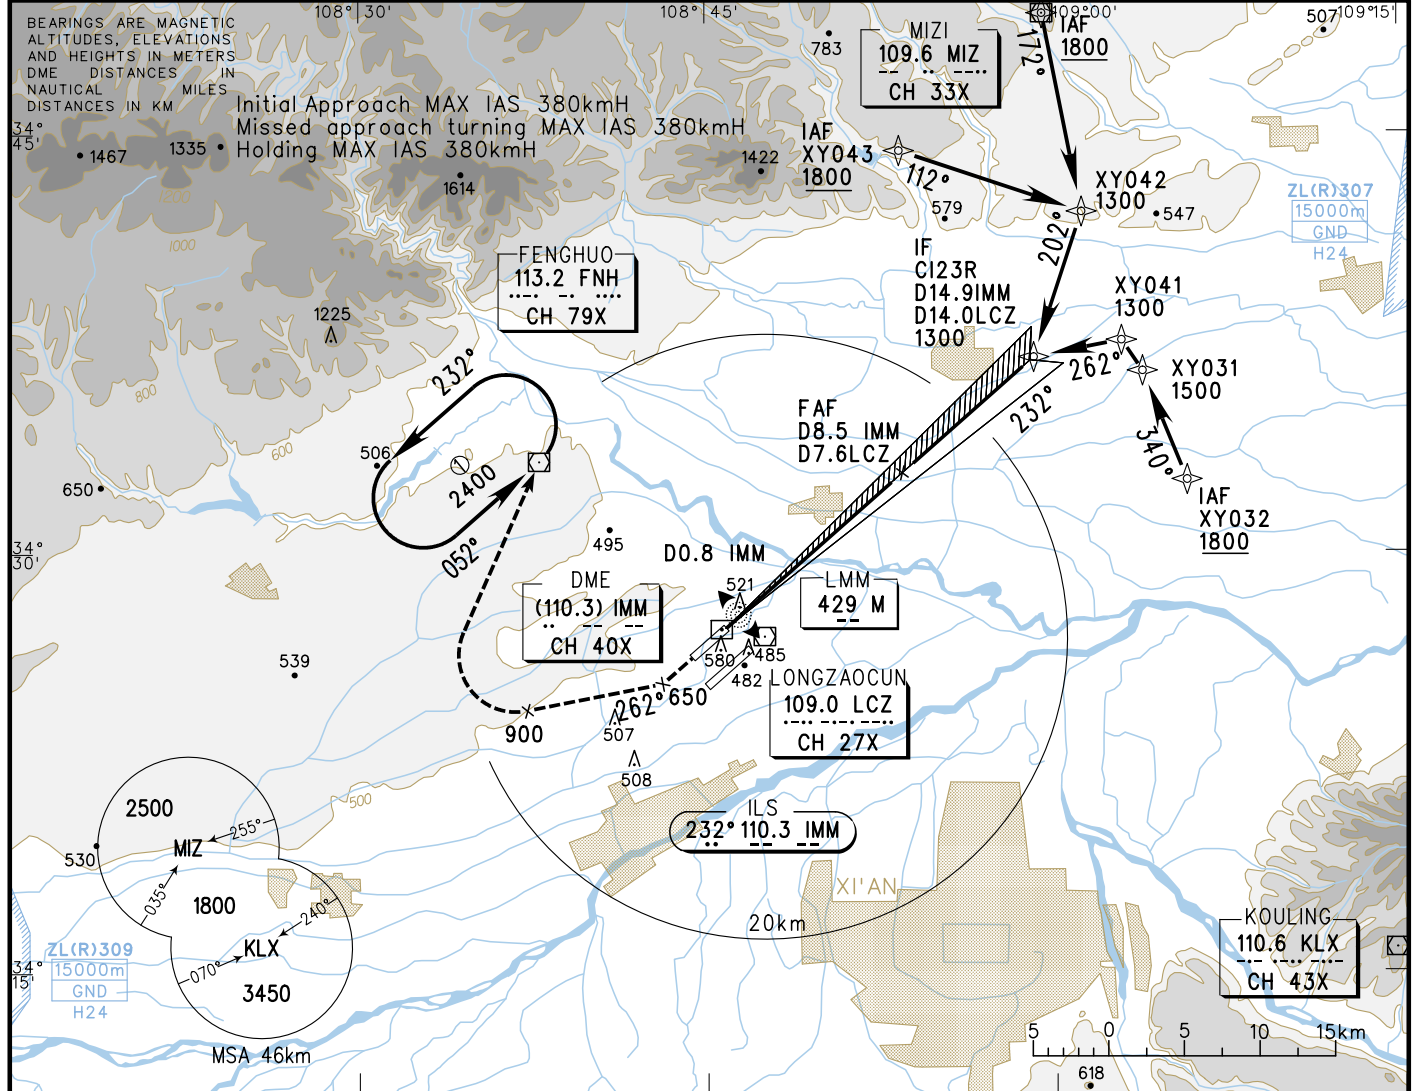 BEARINGS ARE MAGNETIC
ALTITUDES, ELEVATIONS
AND HEIGHTS IN METERS
DME DISTANCES IN
NAUTICAL MILES
DISTANCES IN KM
Initial Approach MAX IAS 380kmH
Missed approach turning MAX IAS 380kmH
Holding MAX IAS 380kmH
108°30'
108°45'
109°00'
109°15'
34°
45'
34°
30'
34°
15'
MIZI
109.6 MIZ
CH 33X
IAF
1800
172°
507
783
IAF
XY043
1800
112°
579
XY042
1300
547
202°
ZL(R)307
15000m
GND
H24
1467
1335
1614
1422
1200
1000
800
600
500
FENGHUO
113.2 FNH
CH 79X
1225
IF
CI23R
D14.9IMM
D14.0LCZ
1300
XY041
1300
262°
XY031
1500
340°
IAF
XY032
1800
232°
FAF
D8.5 IMM
D7.6LCZ
232°
506
650
1
2400
052°
495
D0.8 IMM
521
DME
(110.3) IMM
CH 40X
LMM
429 M
580
485
482
LONGZAOCUN
109.0 LCZ
CH 27X
539
262°
650
900
507
508
ILS
232° 110.3 IMM
2500
MIZ
255°
035°
530
1800
240°
KLX
070°
3450
MSA 46km
ZL(R)309
15000m
GND
H24
XI'AN
20km
KOULING
110.6 KLX
CH 43X
5 0 5 10 15km
618